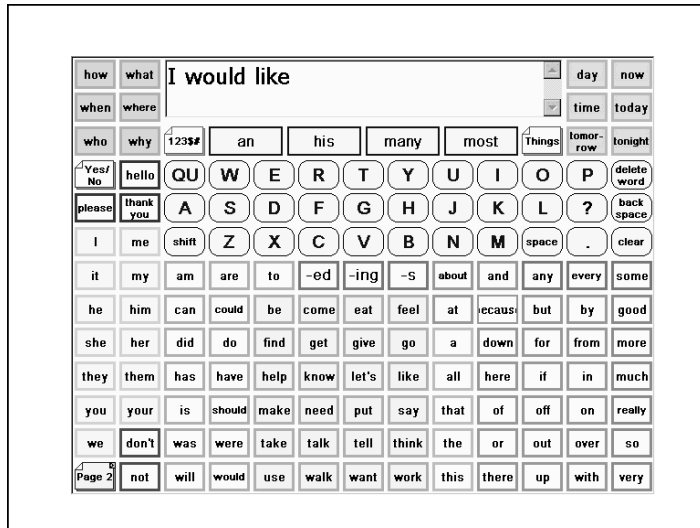 how what I would like day now
when where time today
who why 123$# an his many most Things tomor-
row tonight
Yes/
No hello QU W E R T Y U I O P delete
word
please thank
you A S D F G H J K L ? back
space
I me shift Z X C V B N M space . clear
it my am are to -ed -ing -s about and any every some
he him can could be come eat feel at ecaus but by good
she her did do find get give go a down for from more
they them has have help know let's like all here if in much
you your is should make need put say that of off on really
we don't was were take talk tell think the or out over so
Page 2 not will would use walk want work this there up with very